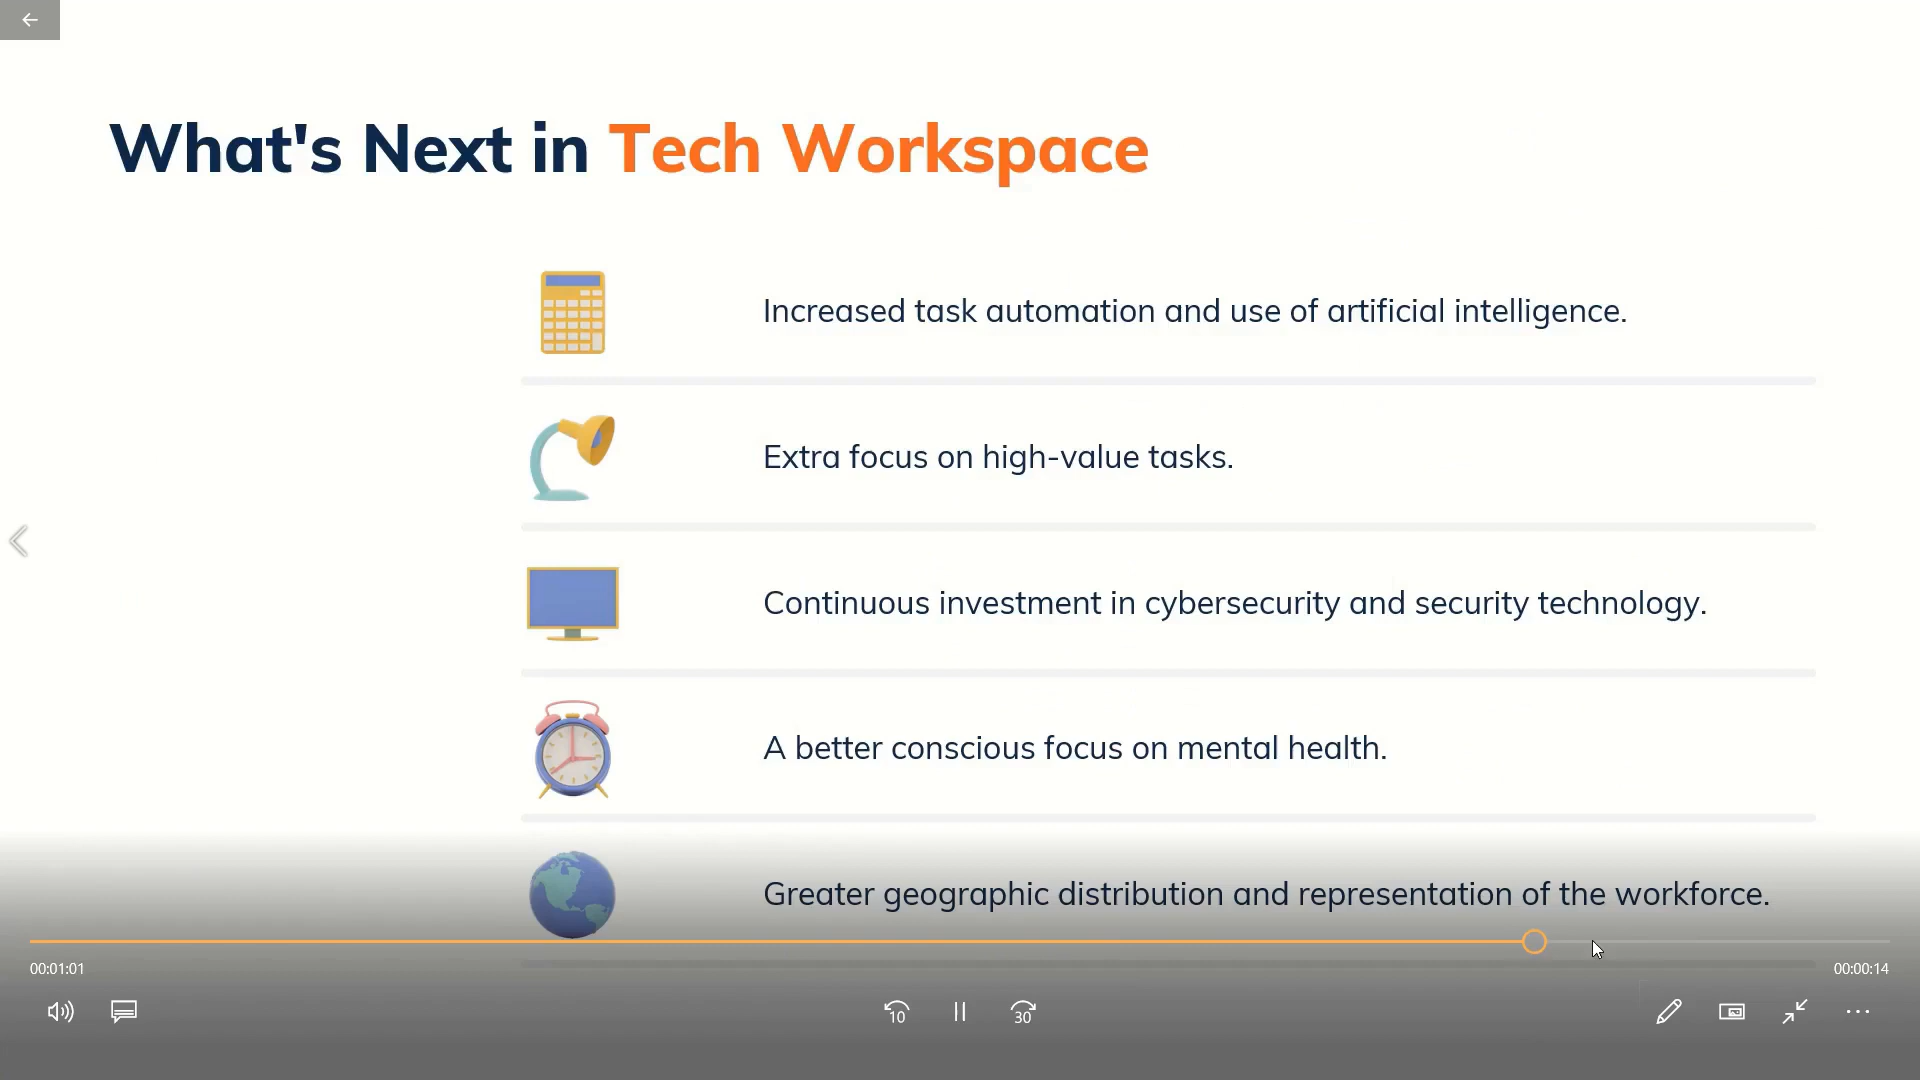 What's Next in Tech Workspace
Increased task automation and use of artificial intelligence.
Extra focus on high-value tasks.
Continuous investment in cybersecurity and security technology.
A better conscious focus on mental health.
Greater geographic distribution and representation of the workforce.
00:01:01
00:00:14
10
30